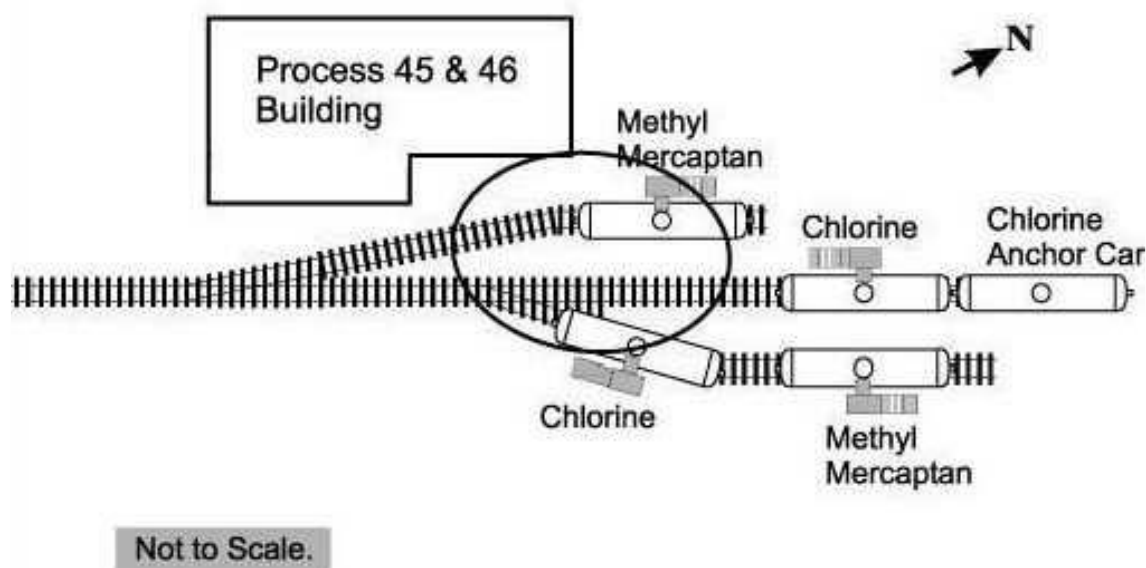 N
Process 45 & 46
Building
Methyl
Mercaptan
Chlorine
Chlorine
Anchor Car
Chlorine
Methyl
Mercaptan
Not to Scale.